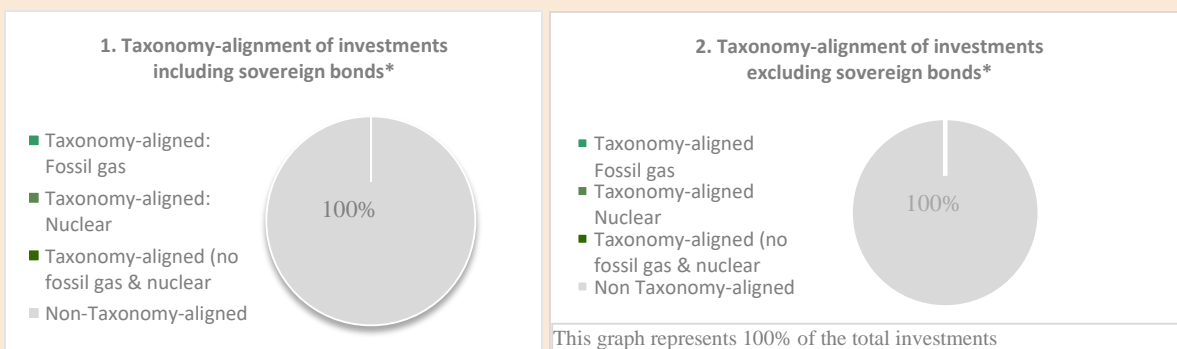 1. Taxonomy-alignment of investments
including sovereign bonds*
Taxonomy-aligned:
Fossil gas
Taxonomy-aligned:
Nuclear
Taxonomy-aligned (no
fossil gas & nuclear
Non-Taxonomy-aligned
100%
2. Taxonomy-alignment of investments
excluding sovereign bonds*
Taxonomy-aligned
Fossil gas
Taxonomy-aligned
Nuclear
Taxonomy-aligned (no
fossil gas & nuclear
Non Taxonomy-aligned
100%
This graph represents 100% of the total investments